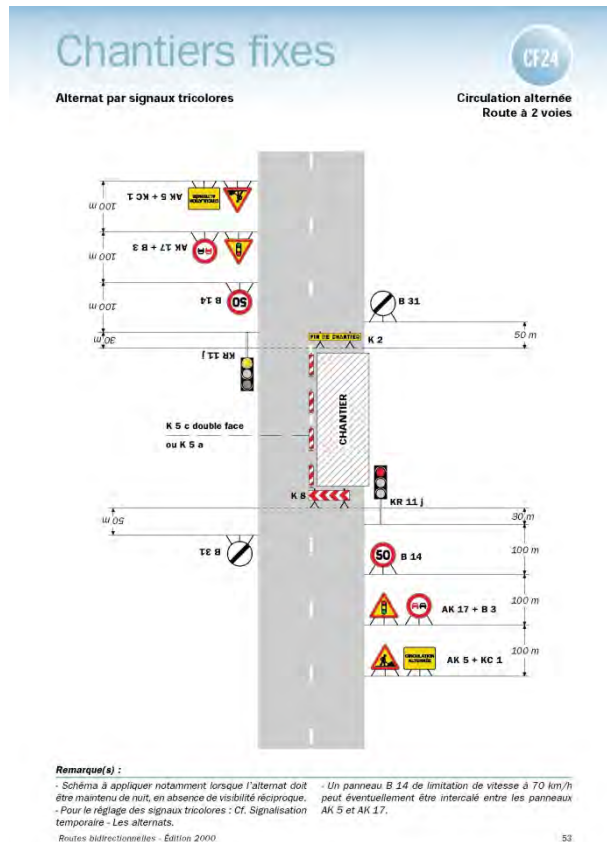 Chantiers fixes
CF24
Alternat par signaux tricolores
Circulation alternée
Route à 2 voies
CIRCULATION ALTERNÉE
AK 5 + KC 1
100 m
AK 17 + B 3
100 m
50
B 14
100 m
30 m
KR 11 j
B 31
50 m
FIN DE CHANTIER
K 2
K 5 c double face
ou K 5 a
CHANTIER
K 8
KR 11 j
50 m
30 m
B 31
50
B 14
100 m
AK 17 + B 3
100 m
CIRCULATION
ALTERNÉE
AK 5 + KC 1
100 m
Remarque(s) :
- Schéma à appliquer notamment lorsque l'alternat doit
être maintenu de nuit, en absence de visibilité réciproque.
- Pour le réglage des signaux tricolores : Cf. Signalisation
temporaire - Les alternats.
- Un panneau B 14 de limitation de vitesse à 70 km/h
peut éventuellement être intercalé entre les panneaux
AK 5 et AK 17.
Routes bidirectionnelles - Édition 2000
53